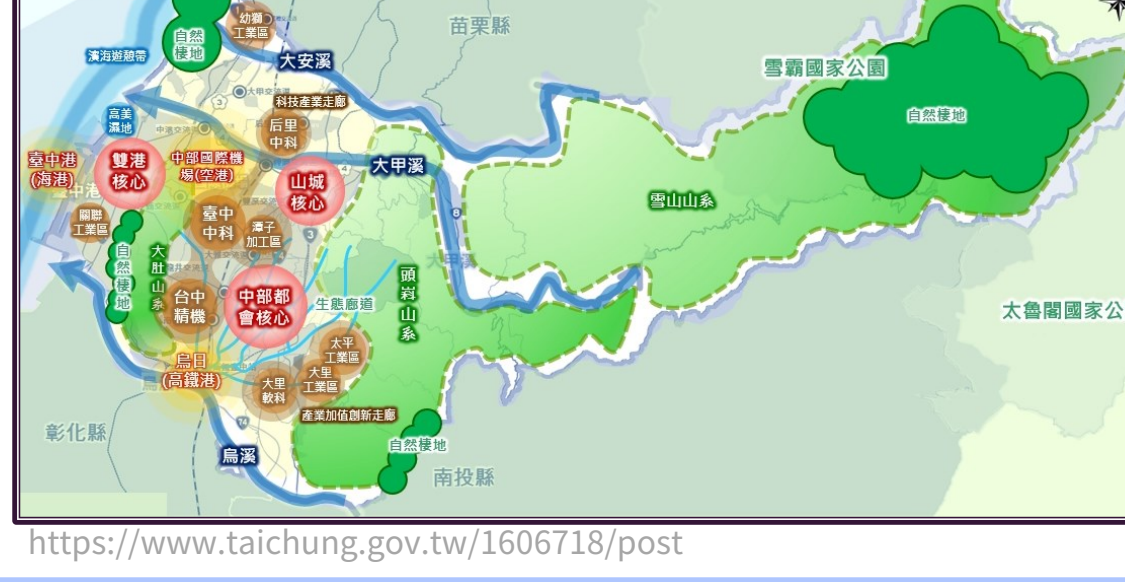 幼獅
工業區
苗栗縣
自然
棲地
濱海遊憩帶
大安溪
雪霸國家公園
科技產業走廊
自然棲地
高美
濕地
后里
中科
臺中港
(海港)
雙港
核心
中部國際機
場(空港)
大甲溪
山城
核心
雪山山系
關聯
工業區
臺中
中科
潭子
加工區
3
8
3
大甲溪
自然棲地
大肚山系
頭嵙山系
台中
精機
中部都
會核心
生態廊道
太魯閣國家公
太平
工業區
烏日
(高鐵港)
大里
工業區
大里
軟科
產業加值創新走廊
74
彰化縣
烏溪
自然棲地
南投縣
https://www.taichung.gov.tw/1606718/post